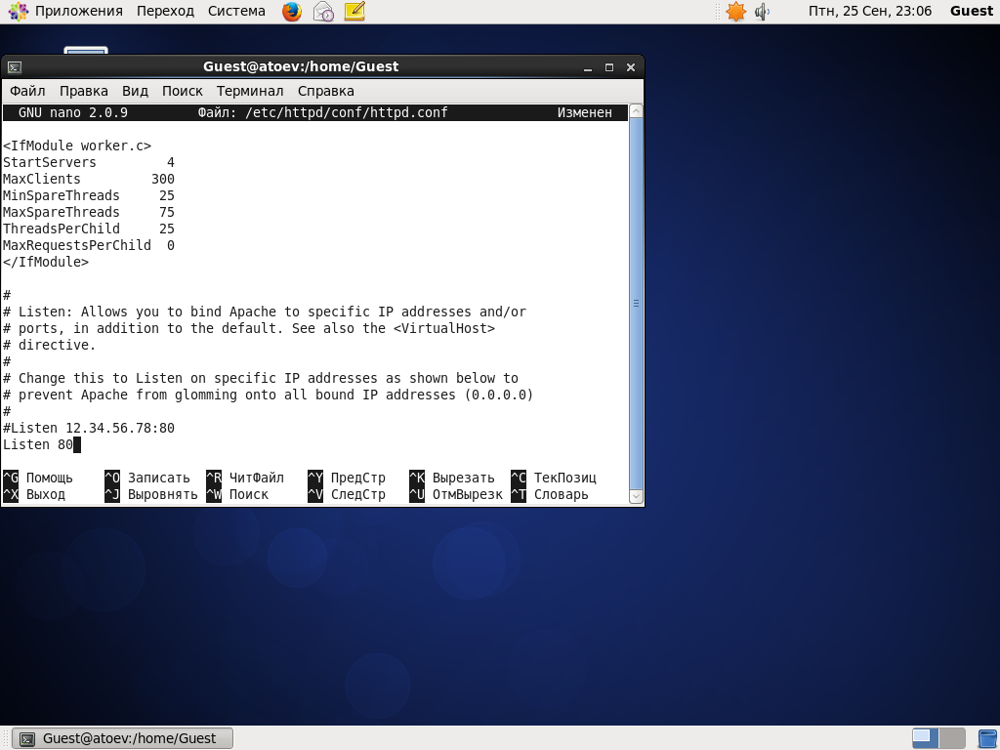 Приложения Переход Система Птн, 25 Сен, 23:06 Guest
Guest@atoev:/home/Guest
Файл Правка Вид Поиск Терминал Справка
GNU nano 2.0.9 Файл: /etc/httpd/conf/httpd.conf Изменен
<IfModule worker.c>
StartServers 4
MaxClients 300
MinSpareThreads 25
MaxSpareThreads 75
ThreadsPerChild 25
MaxRequestsPerChild 0
</IfModule>
#
# Listen: Allows you to bind Apache to specific IP addresses and/or
# ports, in addition to the default. See also the <VirtualHost>
# directive.
#
# Change this to Listen on specific IP addresses as shown below to
# prevent Apache from glomming onto all bound IP addresses (0.0.0.0)
#
#Listen 12.34.56.78:80
Listen 80
^G Помощь ^O Записать ^R ЧитФайл ^Y ПредСтр ^K Вырезать ^C ТекПозиц
^X Выход ^J Выровнять ^W Поиск ^V СледСтр ^U ОтмВырезк ^T Словарь
Guest@atoev:/home/Guest